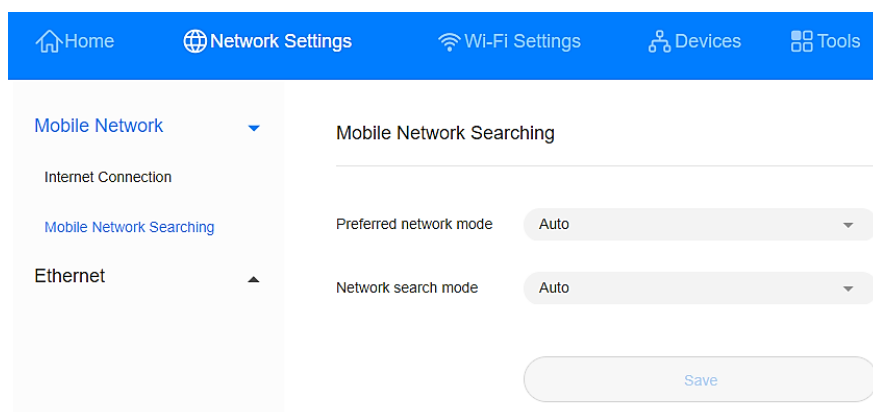 Home Network Settings Wi-Fi Settings Devices Tools
Mobile Network
Internet Connection
Mobile Network Searching
Ethernet
Mobile Network Searching
Preferred network mode Auto
Network search mode Auto
Save